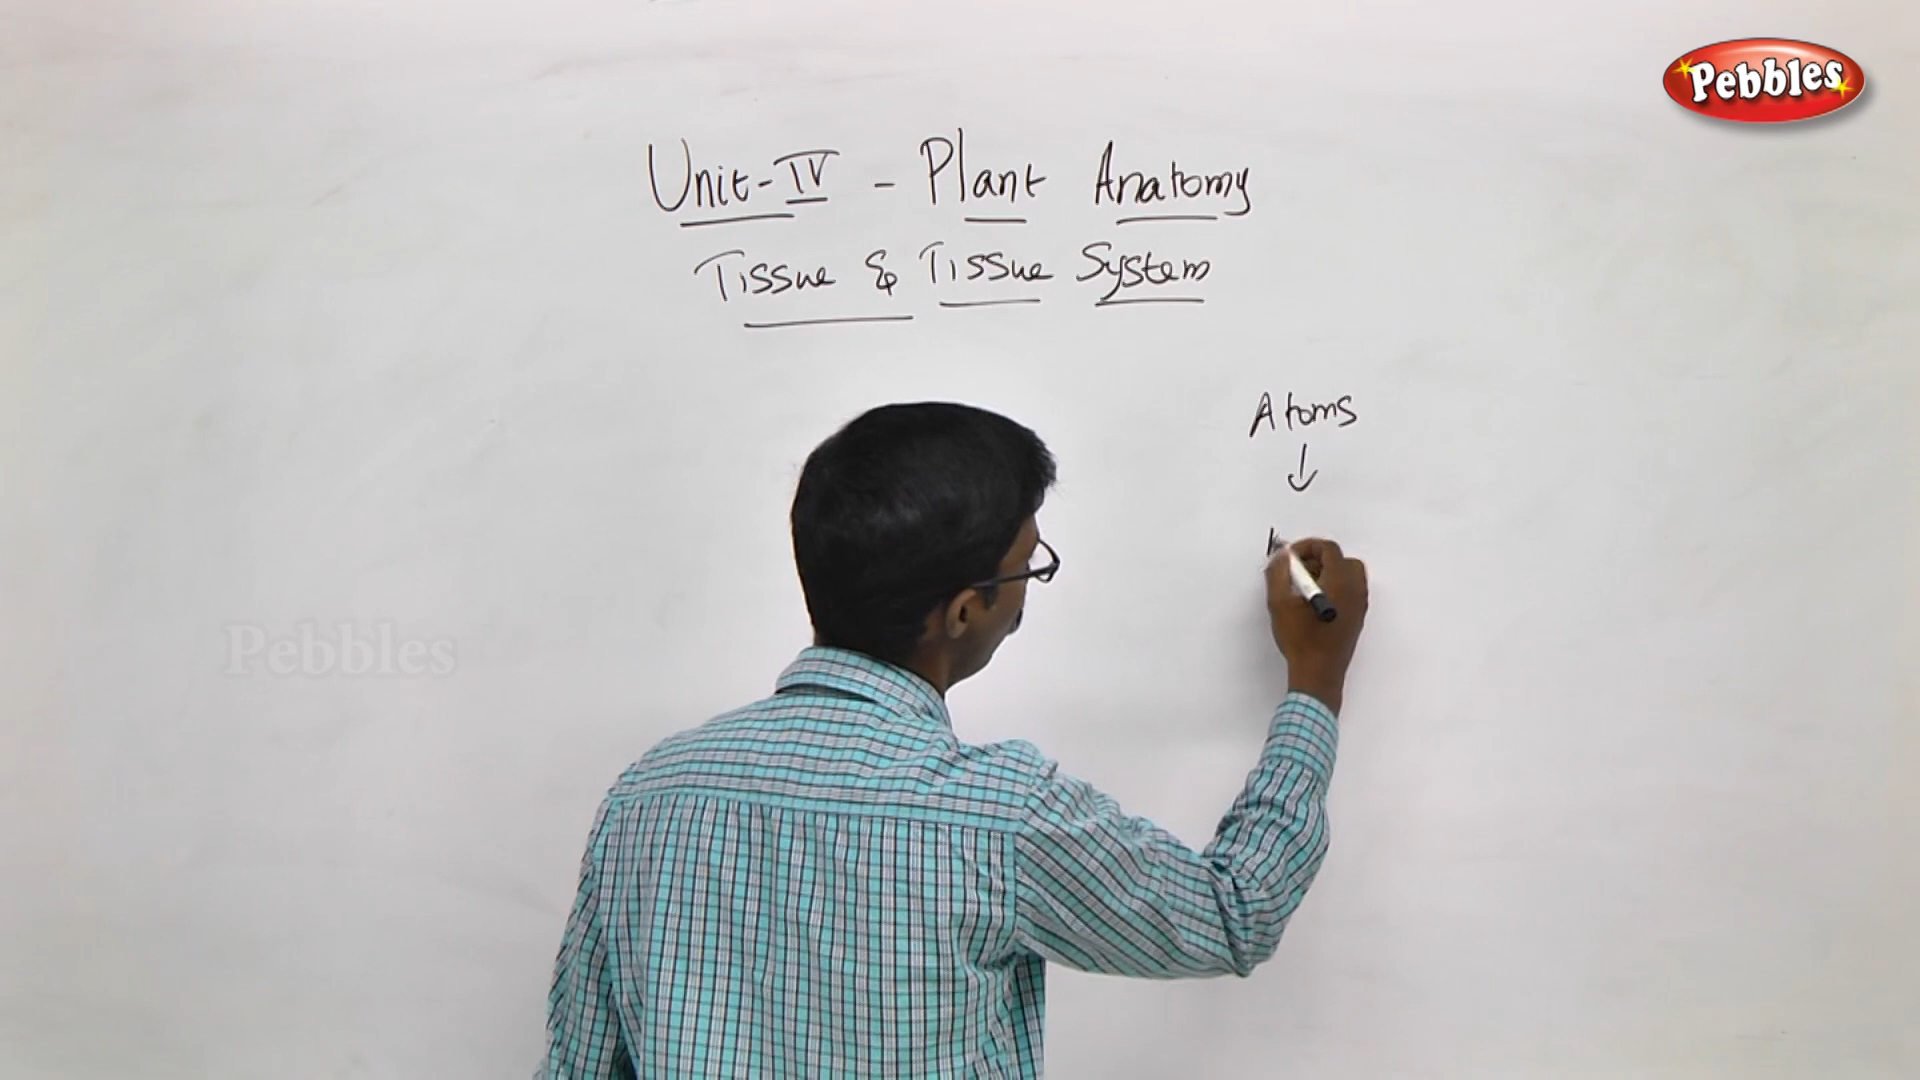 Pebbles
Unit-IV - Plant Anatomy
Tissue & Tissue System
Atoms
↓
Pebbles